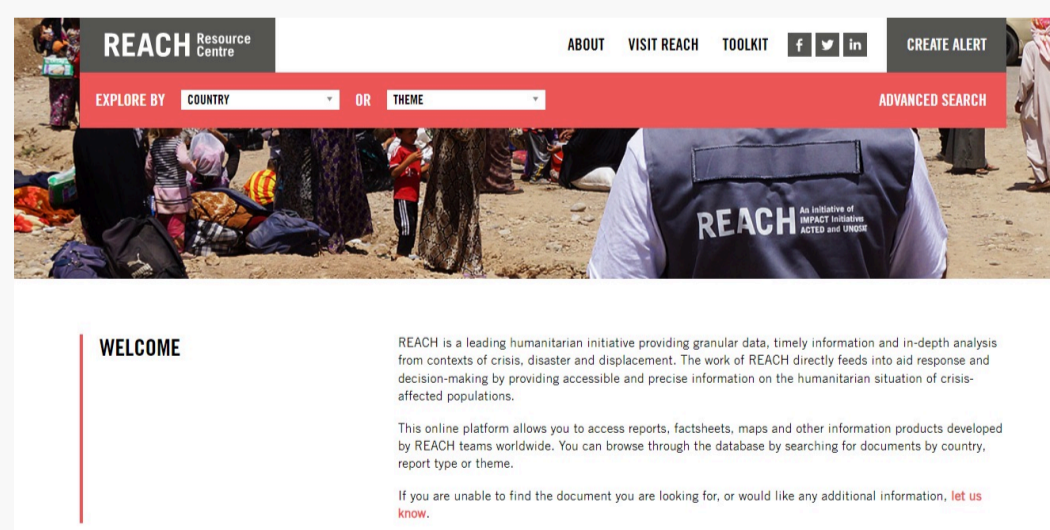 REACH Resource Centre
ABOUT VISIT REACH TOOLKIT f in CREATE ALERT
EXPLORE BY COUNTRY OR THEME ADVANCED SEARCH
REACH An initiative of
IMPACT Initiatives
ACTED and UNOSAT
WELCOME
REACH is a leading humanitarian initiative providing granular data, timely information and in-depth analysis
from contexts of crisis, disaster and displacement. The work of REACH directly feeds into aid response and
decision-making by providing accessible and precise information on the humanitarian situation of crisis-
affected populations.
This online platform allows you to access reports, factsheets, maps and other information products developed
by REACH teams worldwide. You can browse through the database by searching for documents by country,
report type or theme.
If you are unable to find the document you are looking for, or would like any additional information, let us
know.